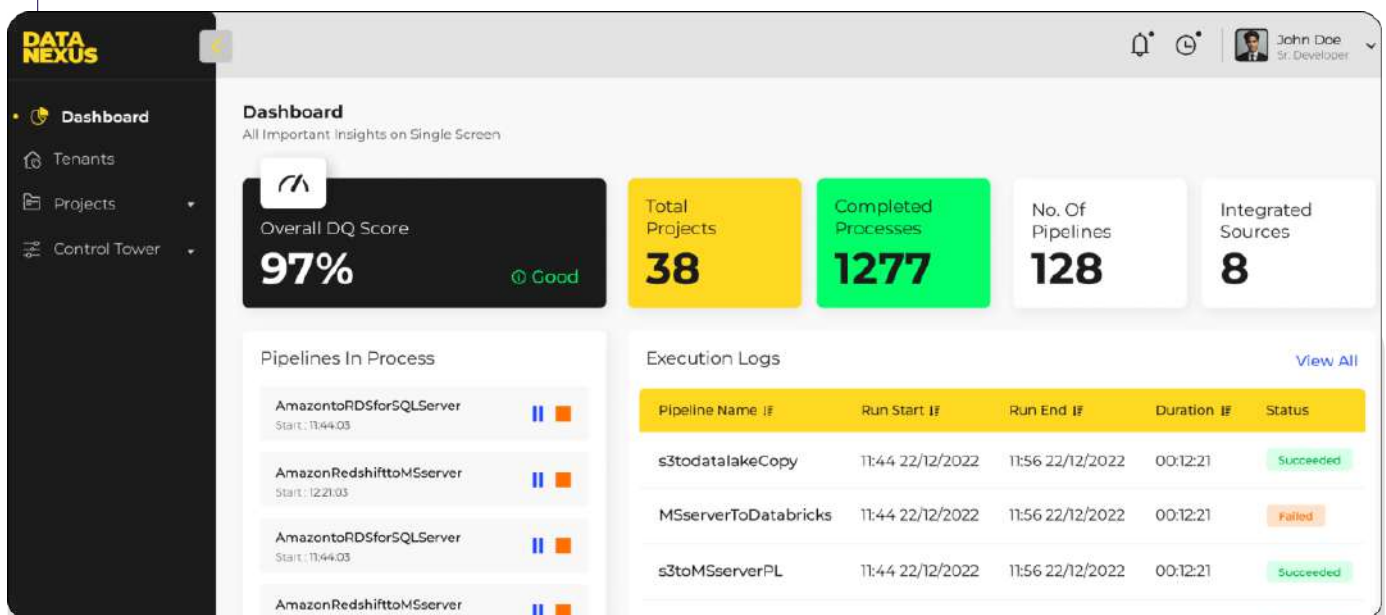 DATA
NEXUS
John Doe
Sr. Developer
Dashboard
Tenants
Projects
Control Tower
Dashboard
All Important Insights on Single Screen
Overall DQ Score
97%
Good
Total
Projects
38
Completed
Processes
1277
No. Of
Pipelines
128
Integrated
Sources
8
Pipelines In Process
AmazontoRDSforSQLServer
Start : 11:44:03
AmazonRedshifttoMSserver
Start : 12:21:03
AmazontoRDSforSQLServer
Start : 11:44:03
AmazonRedshifttoMSserver
Execution Logs
View All
Pipeline Name Run Start Run End Duration Status
s3todatalakeCopy 11:44 22/12/2022 11:56 22/12/2022 00:12:21 Succeeded
MSserverToDatabricks 11:44 22/12/2022 11:56 22/12/2022 00:12:21 Failed
s3toMSserverPL 11:44 22/12/2022 11:56 22/12/2022 00:12:21 Succeeded